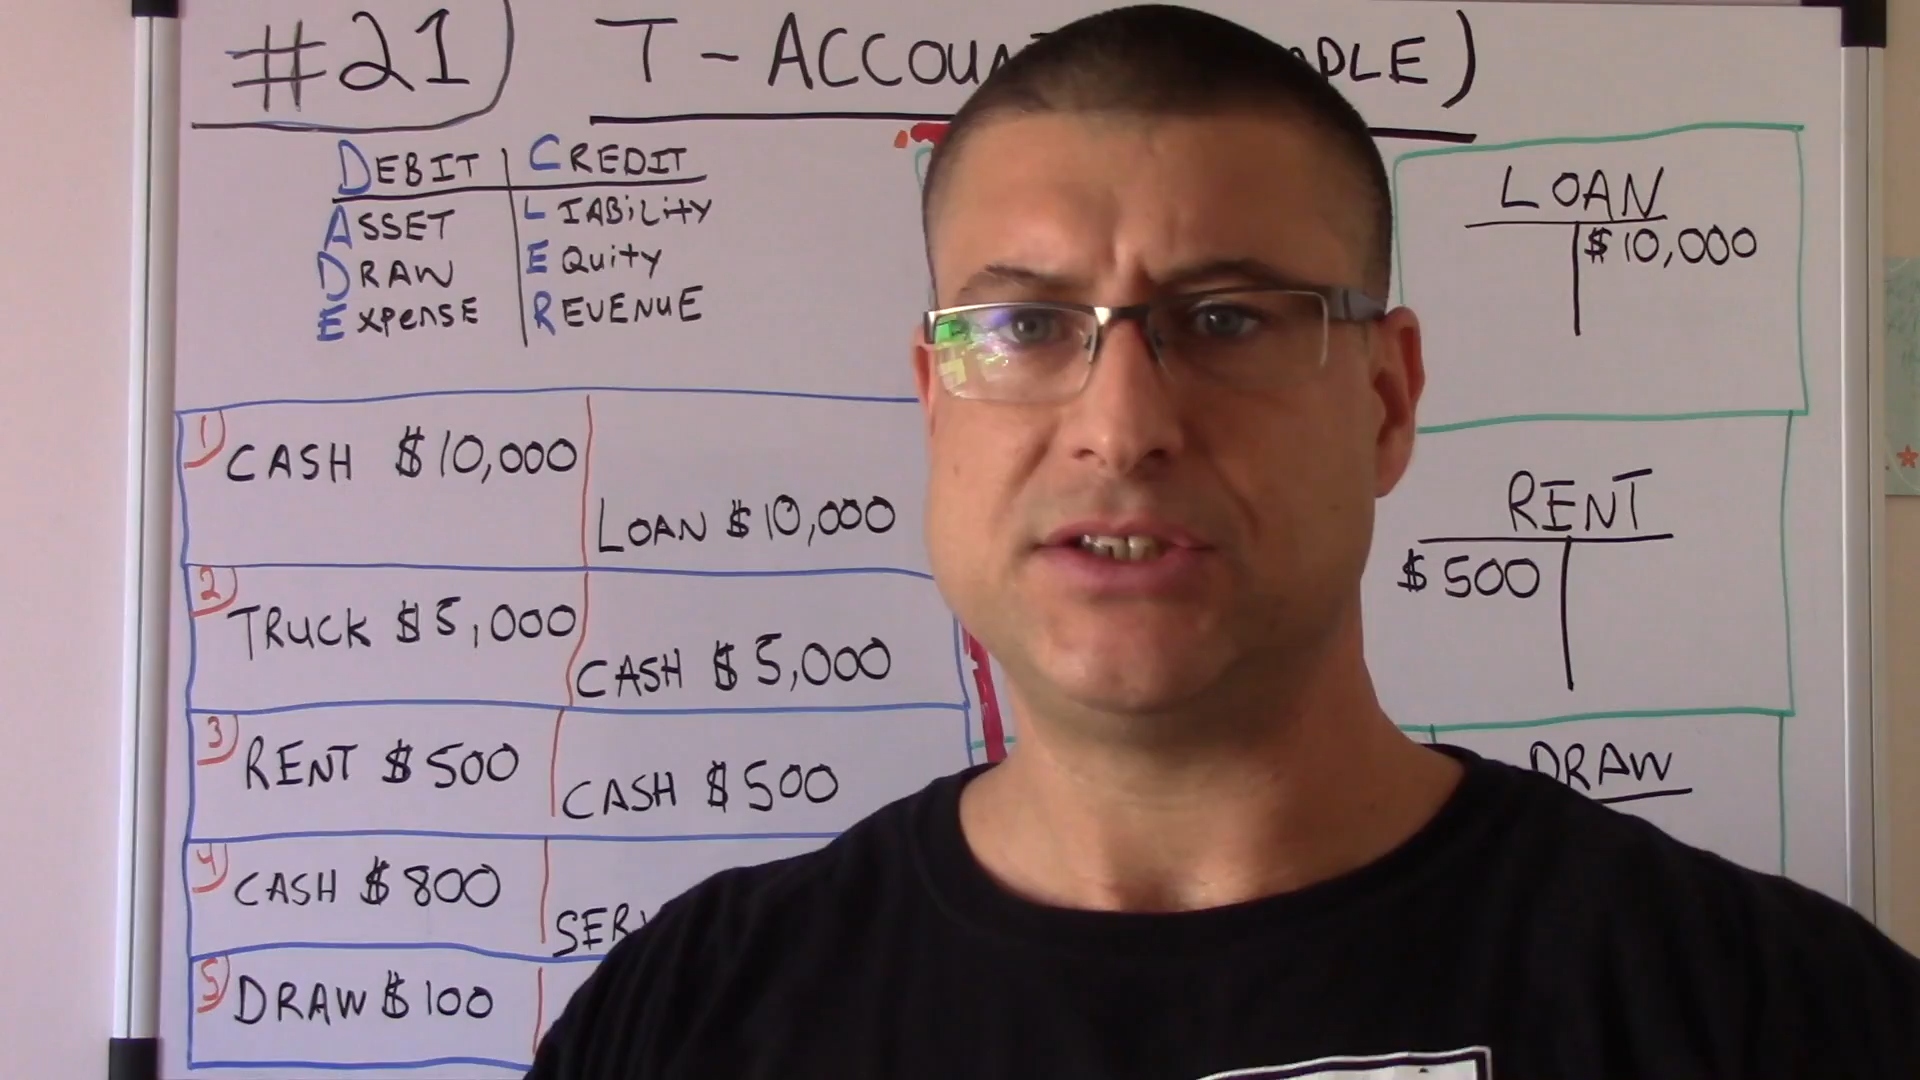 #21) T-ACCOU PLE)
DEBIT CREDIT
ASSET LIABILITY
DRAW EQUITY
EXPENSE REVENUE
1) CASH $10,000
LOAN $10,000
2) TRUCK $5,000
CASH $5,000
3) RENT $500
CASH $500
4) CASH $800
SER
5) DRAW $100
LOAN
$10,000
RENT
$500
DRAW